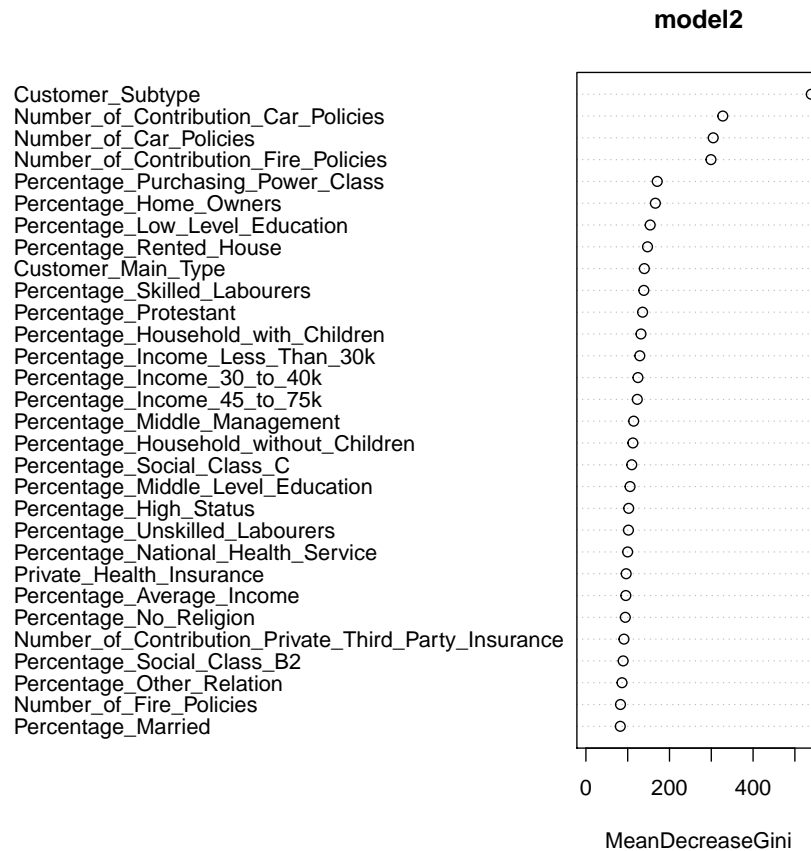 model2
Customer_Subtype
Number_of_Contribution_Car_Policies
Number_of_Car_Policies
Number_of_Contribution_Fire_Policies
Percentage_Purchasing_Power_Class
Percentage_Home_Owners
Percentage_Low_Level_Education
Percentage_Rented_House
Customer_Main_Type
Percentage_Skilled_Labourers
Percentage_Protestant
Percentage_Household_with_Children
Percentage_Income_Less_Than_30k
Percentage_Income_30_to_40k
Percentage_Income_45_to_75k
Percentage_Middle_Management
Percentage_Household_without_Children
Percentage_Social_Class_C
Percentage_Middle_Level_Education
Percentage_High_Status
Percentage_Unskilled_Labourers
Percentage_National_Health_Service
Private_Health_Insurance
Percentage_Average_Income
Percentage_No_Religion
Number_of_Contribution_Private_Third_Party_Insurance
Percentage_Social_Class_B2
Percentage_Other_Relation
Number_of_Fire_Policies
Percentage_Married
0 200 400
MeanDecreaseGini